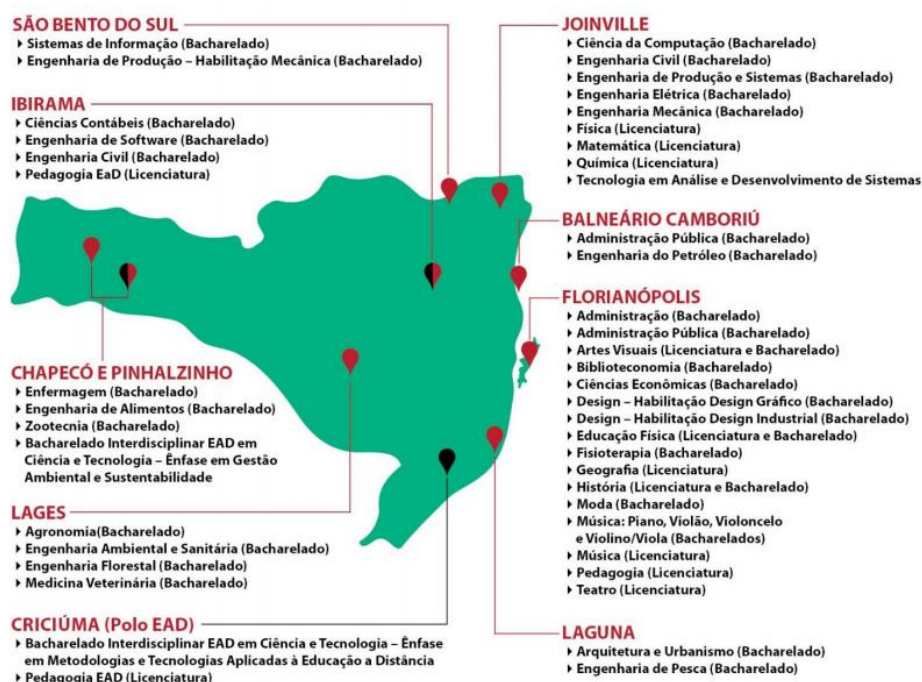 SÃO BENTO DO SUL
Sistemas de Informação (Bacharelado)
Engenharia de Produção – Habilitação Mecânica (Bacharelado)
IBIRAMA
Ciências Contábeis (Bacharelado)
Engenharia de Software (Bacharelado)
Engenharia Civil (Bacharelado)
Pedagogia EaD (Licenciatura)
CHAPECÓ E PINHALZINHO
Enfermagem (Bacharelado)
Engenharia de Alimentos (Bacharelado)
Zootecnia (Bacharelado)
Bacharelado Interdisciplinar EAD em
Ciência e Tecnologia – Ênfase em Gestão
Ambiental e Sustentabilidade
LAGES
Agronomia(Bacharelado)
Engenharia Ambiental e Sanitária (Bacharelado)
Engenharia Florestal (Bacharelado)
Medicina Veterinária (Bacharelado)
CRICIÚMA (Polo EAD)
Bacharelado Interdisciplinar EAD em Ciência e Tecnologia – Ênfase
em Metodologias e Tecnologias Aplicadas à Educação a Distância
Pedagogia EAD (Licenciatura)
JOINVILLE
Ciência da Computação (Bacharelado)
Engenharia Civil (Bacharelado)
Engenharia de Produção e Sistemas (Bacharelado)
Engenharia Elétrica (Bacharelado)
Engenharia Mecânica (Bacharelado)
Física (Licenciatura)
Matemática (Licenciatura)
Química (Licenciatura)
Tecnologia em Análise e Desenvolvimento de Sistemas
BALNEÁRIO CAMBORIÚ
Administração Pública (Bacharelado)
Engenharia do Petróleo (Bacharelado)
FLORIANÓPOLIS
Administração (Bacharelado)
Administração Pública (Bacharelado)
Artes Visuais (Licenciatura e Bacharelado)
Biblioteconomia (Bacharelado)
Ciências Econômicas (Bacharelado)
Design – Habilitação Design Gráfico (Bacharelado)
Design – Habilitação Design Industrial (Bacharelado)
Educação Física (Licenciatura e Bacharelado)
Fisioterapia (Bacharelado)
Geografia (Licenciatura)
História (Licenciatura e Bacharelado)
Moda (Bacharelado)
Música: Piano, Violão, Violoncelo
e Violino/Viola (Bacharelados)
Música (Licenciatura)
Pedagogia (Licenciatura)
Teatro (Licenciatura)
LAGUNA
Arquitetura e Urbanismo (Bacharelado)
Engenharia de Pesca (Bacharelado)